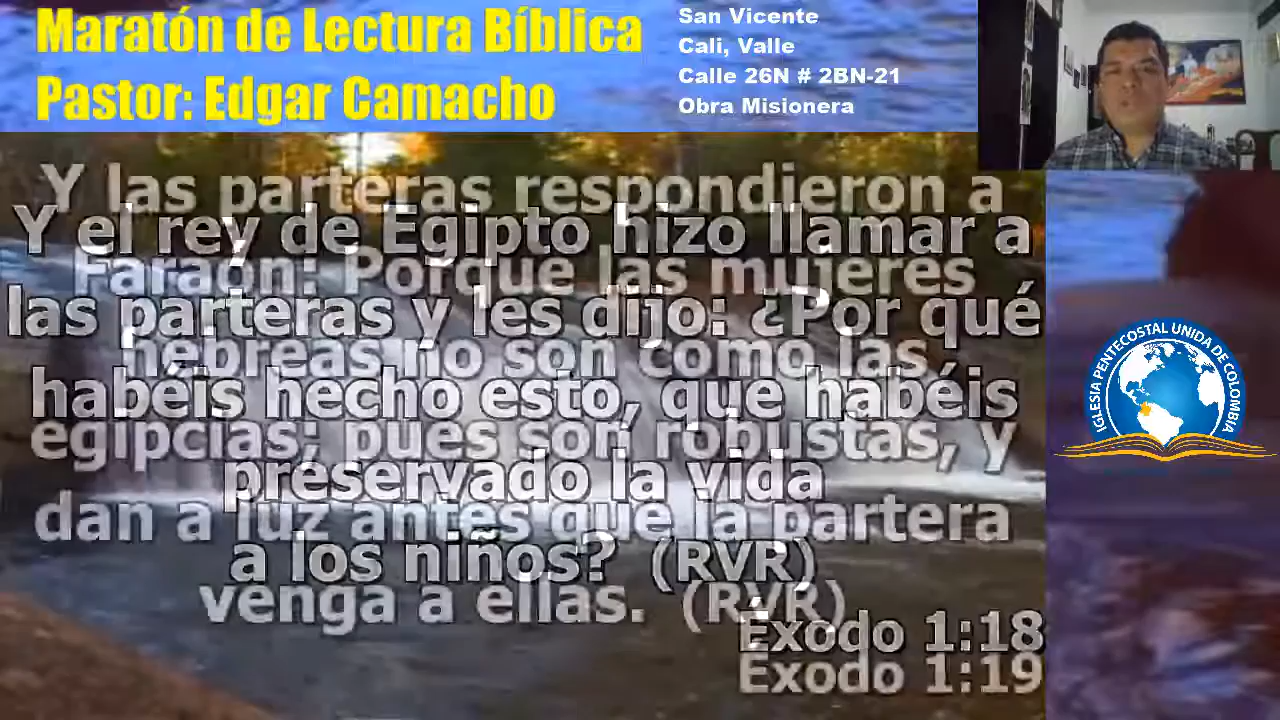 Maratón de Lectura Bíblica
Pastor: Edgar Camacho
San Vicente
Cali, Valle
Calle 26N # 2BN-21
Obra Misionera
Y el rey de Egipto hizo llamar a
las parteras y les dijo: ¿Por qué
habéis hecho esto, que habéis
preservado la vida
a los niños? (RVR)
Éxodo 1:18
Y las parteras respondieron a
Faraón: Porque las mujeres
hebreas no son como las
egipcias; pues son robustas, y
dan a luz antes que la partera
venga a ellas. (RVR)
Éxodo 1:19
IGLESIA PENTECOSTAL UNIDA DE COLOMBIA